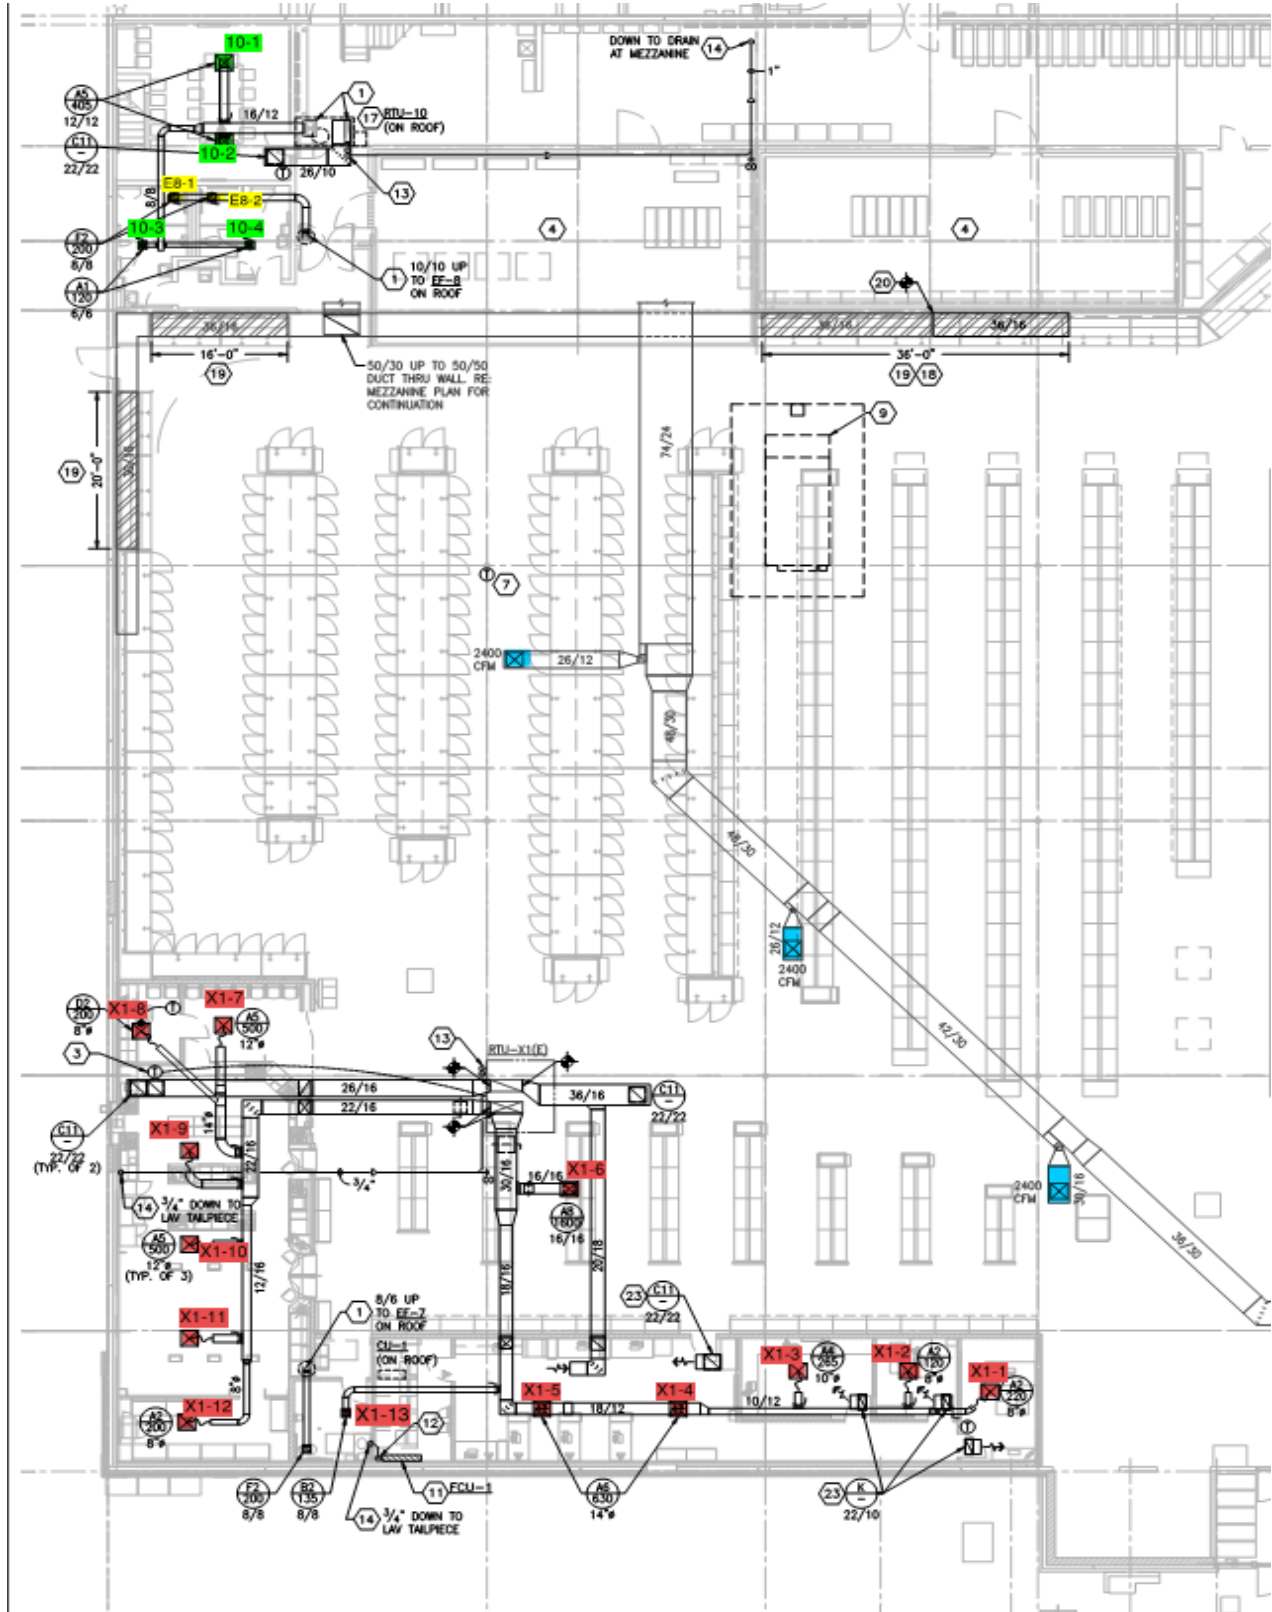 10-1
DOWN TO DRAIN
AT MEZZANINE
14
1"
A5
405
12/12
16/12
1
17
RTU-10
(ON ROOF)
C11
-
22/22
10-2
26/10
T
13
8/8
E8-1
E8-2
4
4
F2
200
8/8
10-3
10-4
1
10/10 UP
TO EF-8
ON ROOF
A1
120
6/6
20
36/16
36/16
36/16
16'-0"
19
36'-0"
19
18
50/30 UP TO 50/50
DUCT THRU WALL. RE:
MEZZANINE PLAN FOR
CONTINUATION
9
74/24
19
20'-0"
36/16
T
7
2400
CFM
26/12
48/30
48/30
26/12
2400
CFM
42/30
D2
200
8"ø
X1-8
T
X1-7
A5
500
12"ø
13
RTU-X1(E)
3
T
26/16
36/16
C11
-
22/22
22/16
14"ø
C11
-
22/22
(TYP. OF 2)
X1-9
22/16
30/16
16/16
X1-6
A8
1600
16/16
3/4"
14
3/4" DOWN TO
LAV TAILPIECE
2400
CFM
30/16
A5
500
12"ø
(TYP. OF 3)
X1-10
12/16
18/16
20/18
36/30
X1-11
1
8/6 UP
TO EF-7
ON ROOF
CU-1
(ON ROOF)
23
C11
-
22/22
X1-3
A4
265
10"ø
X1-2
A2
120
8"ø
X1-1
A2
220
8"ø
8"ø
X1-12
A2
200
8"ø
X1-13
12
X1-5
18/12
X1-4
10/12
T
F2
200
8/8
B2
135
8/8
11
FCU-1
14
3/4" DOWN TO
LAV TAILPIECE
A6
630
14"ø
23
K
-
22/10